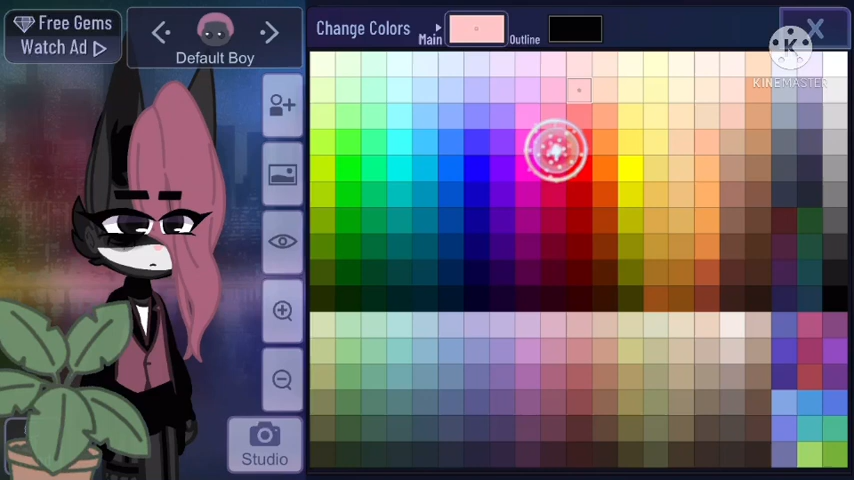 Free Gems
Watch Ad
Default Boy
Change Colors
Main
Outline
X
K
KINEMASTER
Studio